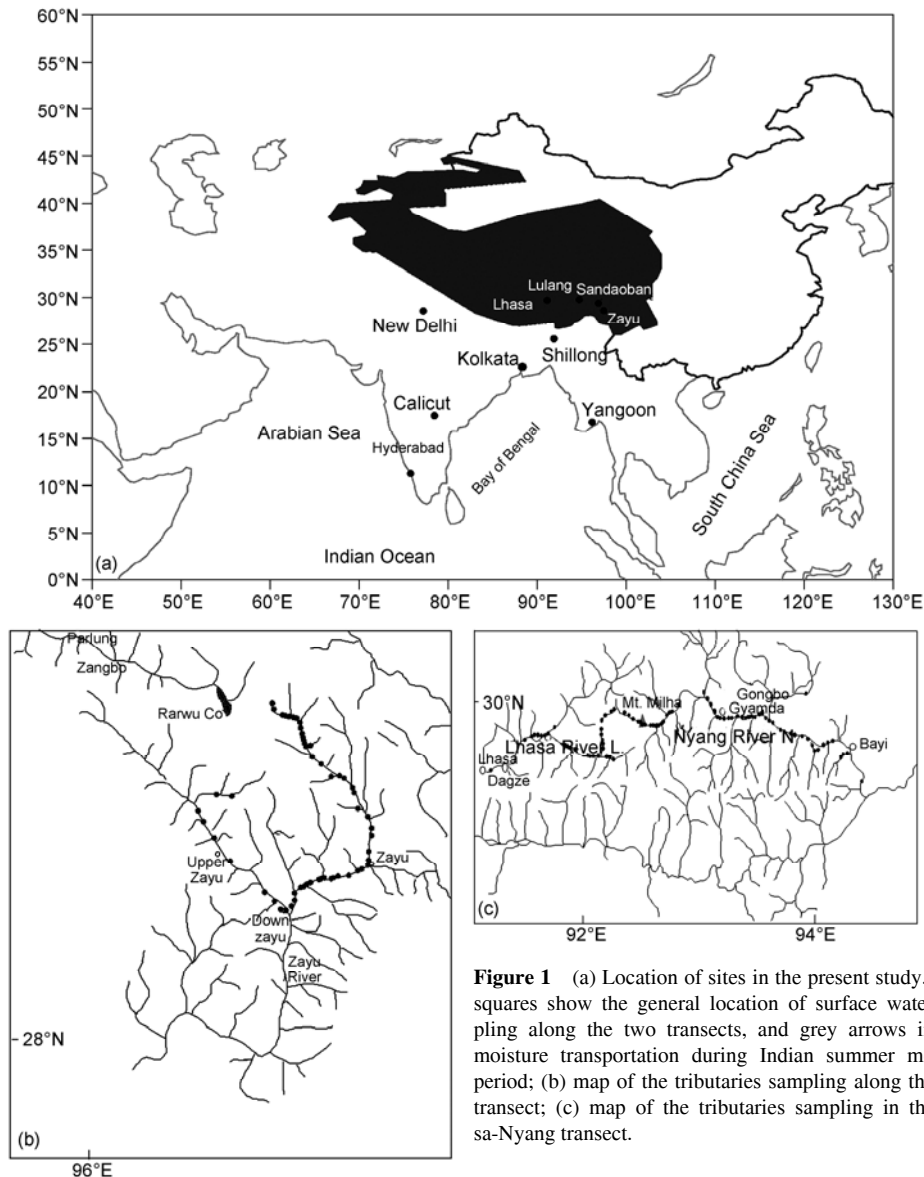 60°N
55°N
50°N
45°N
40°N
35°N
30°N
25°N
20°N
15°N
10°N
5°N
0°N
40°E 50°E 60°E 70°E 80°E 90°E 100°E 110°E 120°E 130°E
Lulang Sandaoban
Lhasa
Zayu
New Delhi
Shillong
Kolkata
Calicut
Yangoon
Arabian Sea
Hyderabad
Bay of Bengal
South China Sea
Indian Ocean
(a)
Parlung
Zangbo
Rarwu Co
Upper
Zayu
Zayu
Down
zayu
Zayu
River
28°N
(b)
96°E
30°N
Mt. Milha
Gongbo
Gyamda
Lhasa River L.
Nyang River N.
Bayi
Lhasa
Dagze
(c)
92°E 94°E
Figure 1 (a) Location of sites in the present study.
squares show the general location of surface wate
pling along the two transects, and grey arrows i
moisture transportation during Indian summer m
period; (b) map of the tributaries sampling along th
transect; (c) map of the tributaries sampling in th
sa-Nyang transect.